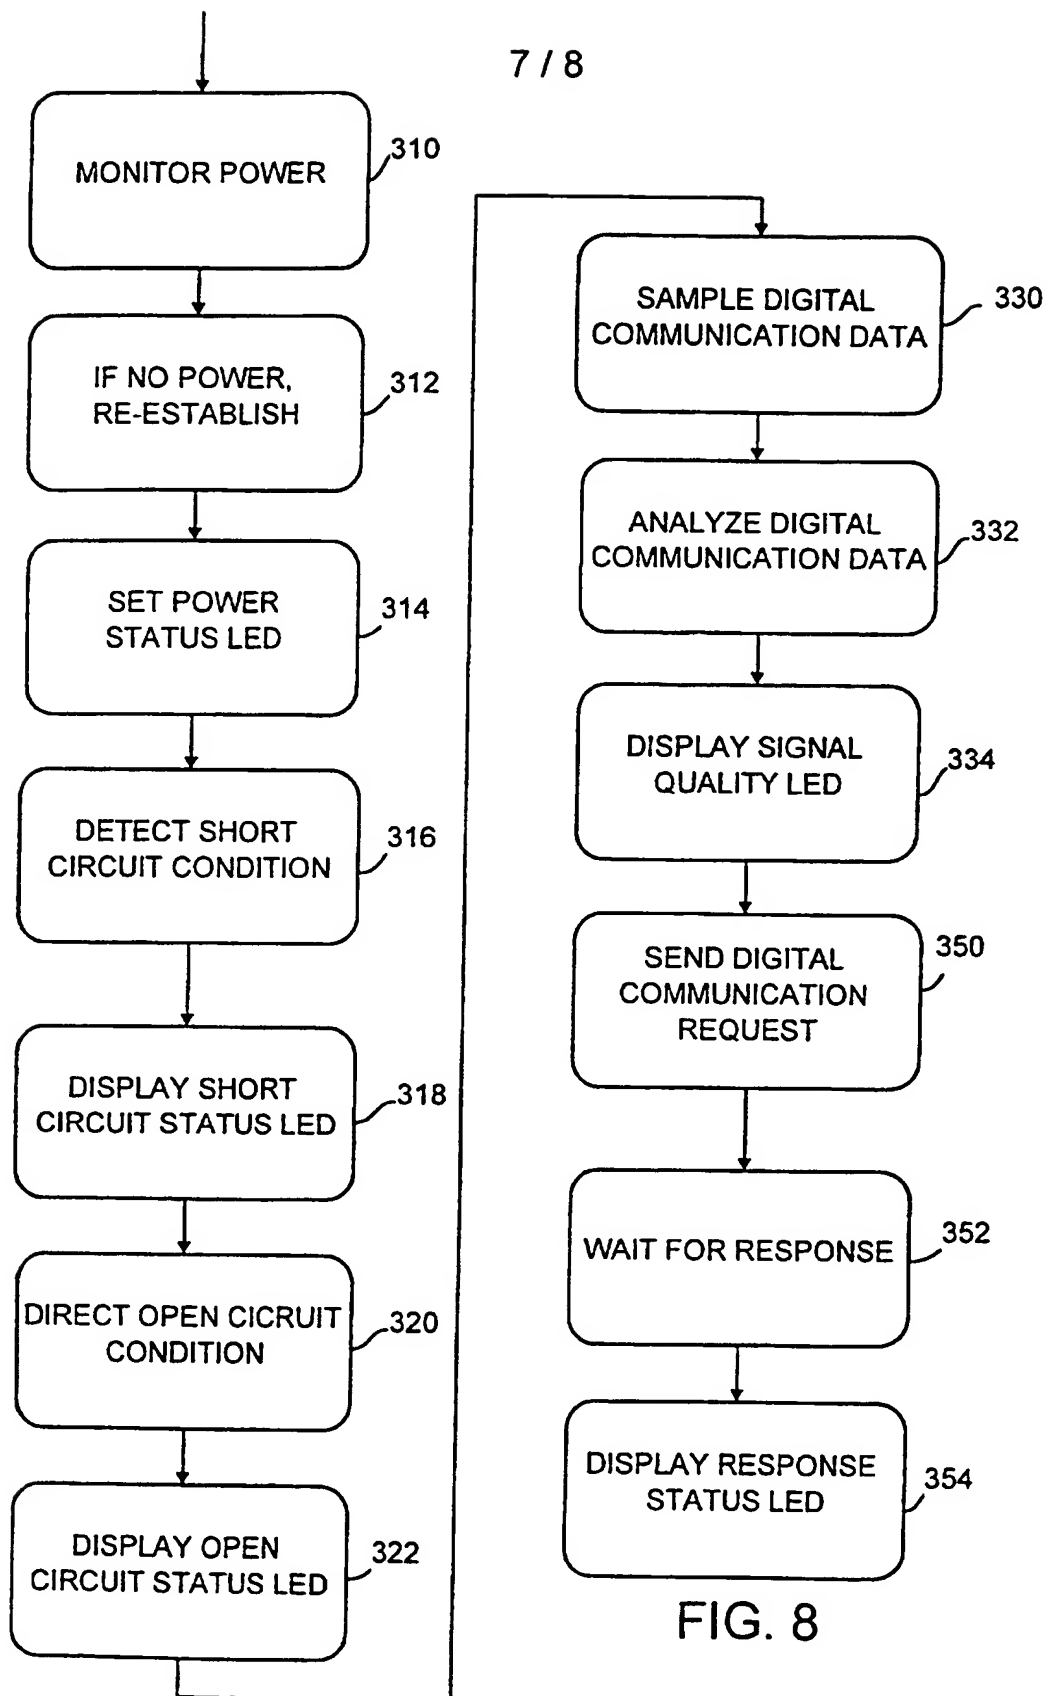 7 / 8
MONITOR POWER
310
IF NO POWER,
RE-ESTABLISH
312
SET POWER
STATUS LED
314
DETECT SHORT
CIRCUIT CONDITION
316
DISPLAY SHORT
CIRCUIT STATUS LED
318
DIRECT OPEN CICRUIT
CONDITION
320
DISPLAY OPEN
CIRCUIT STATUS LED
322
SAMPLE DIGITAL
COMMUNICATION DATA
330
ANALYZE DIGITAL
COMMUNICATION DATA
332
DISPLAY SIGNAL
QUALITY LED
334
SEND DIGITAL
COMMUNICATION
REQUEST
350
WAIT FOR RESPONSE
352
DISPLAY RESPONSE
STATUS LED
354
FIG. 8